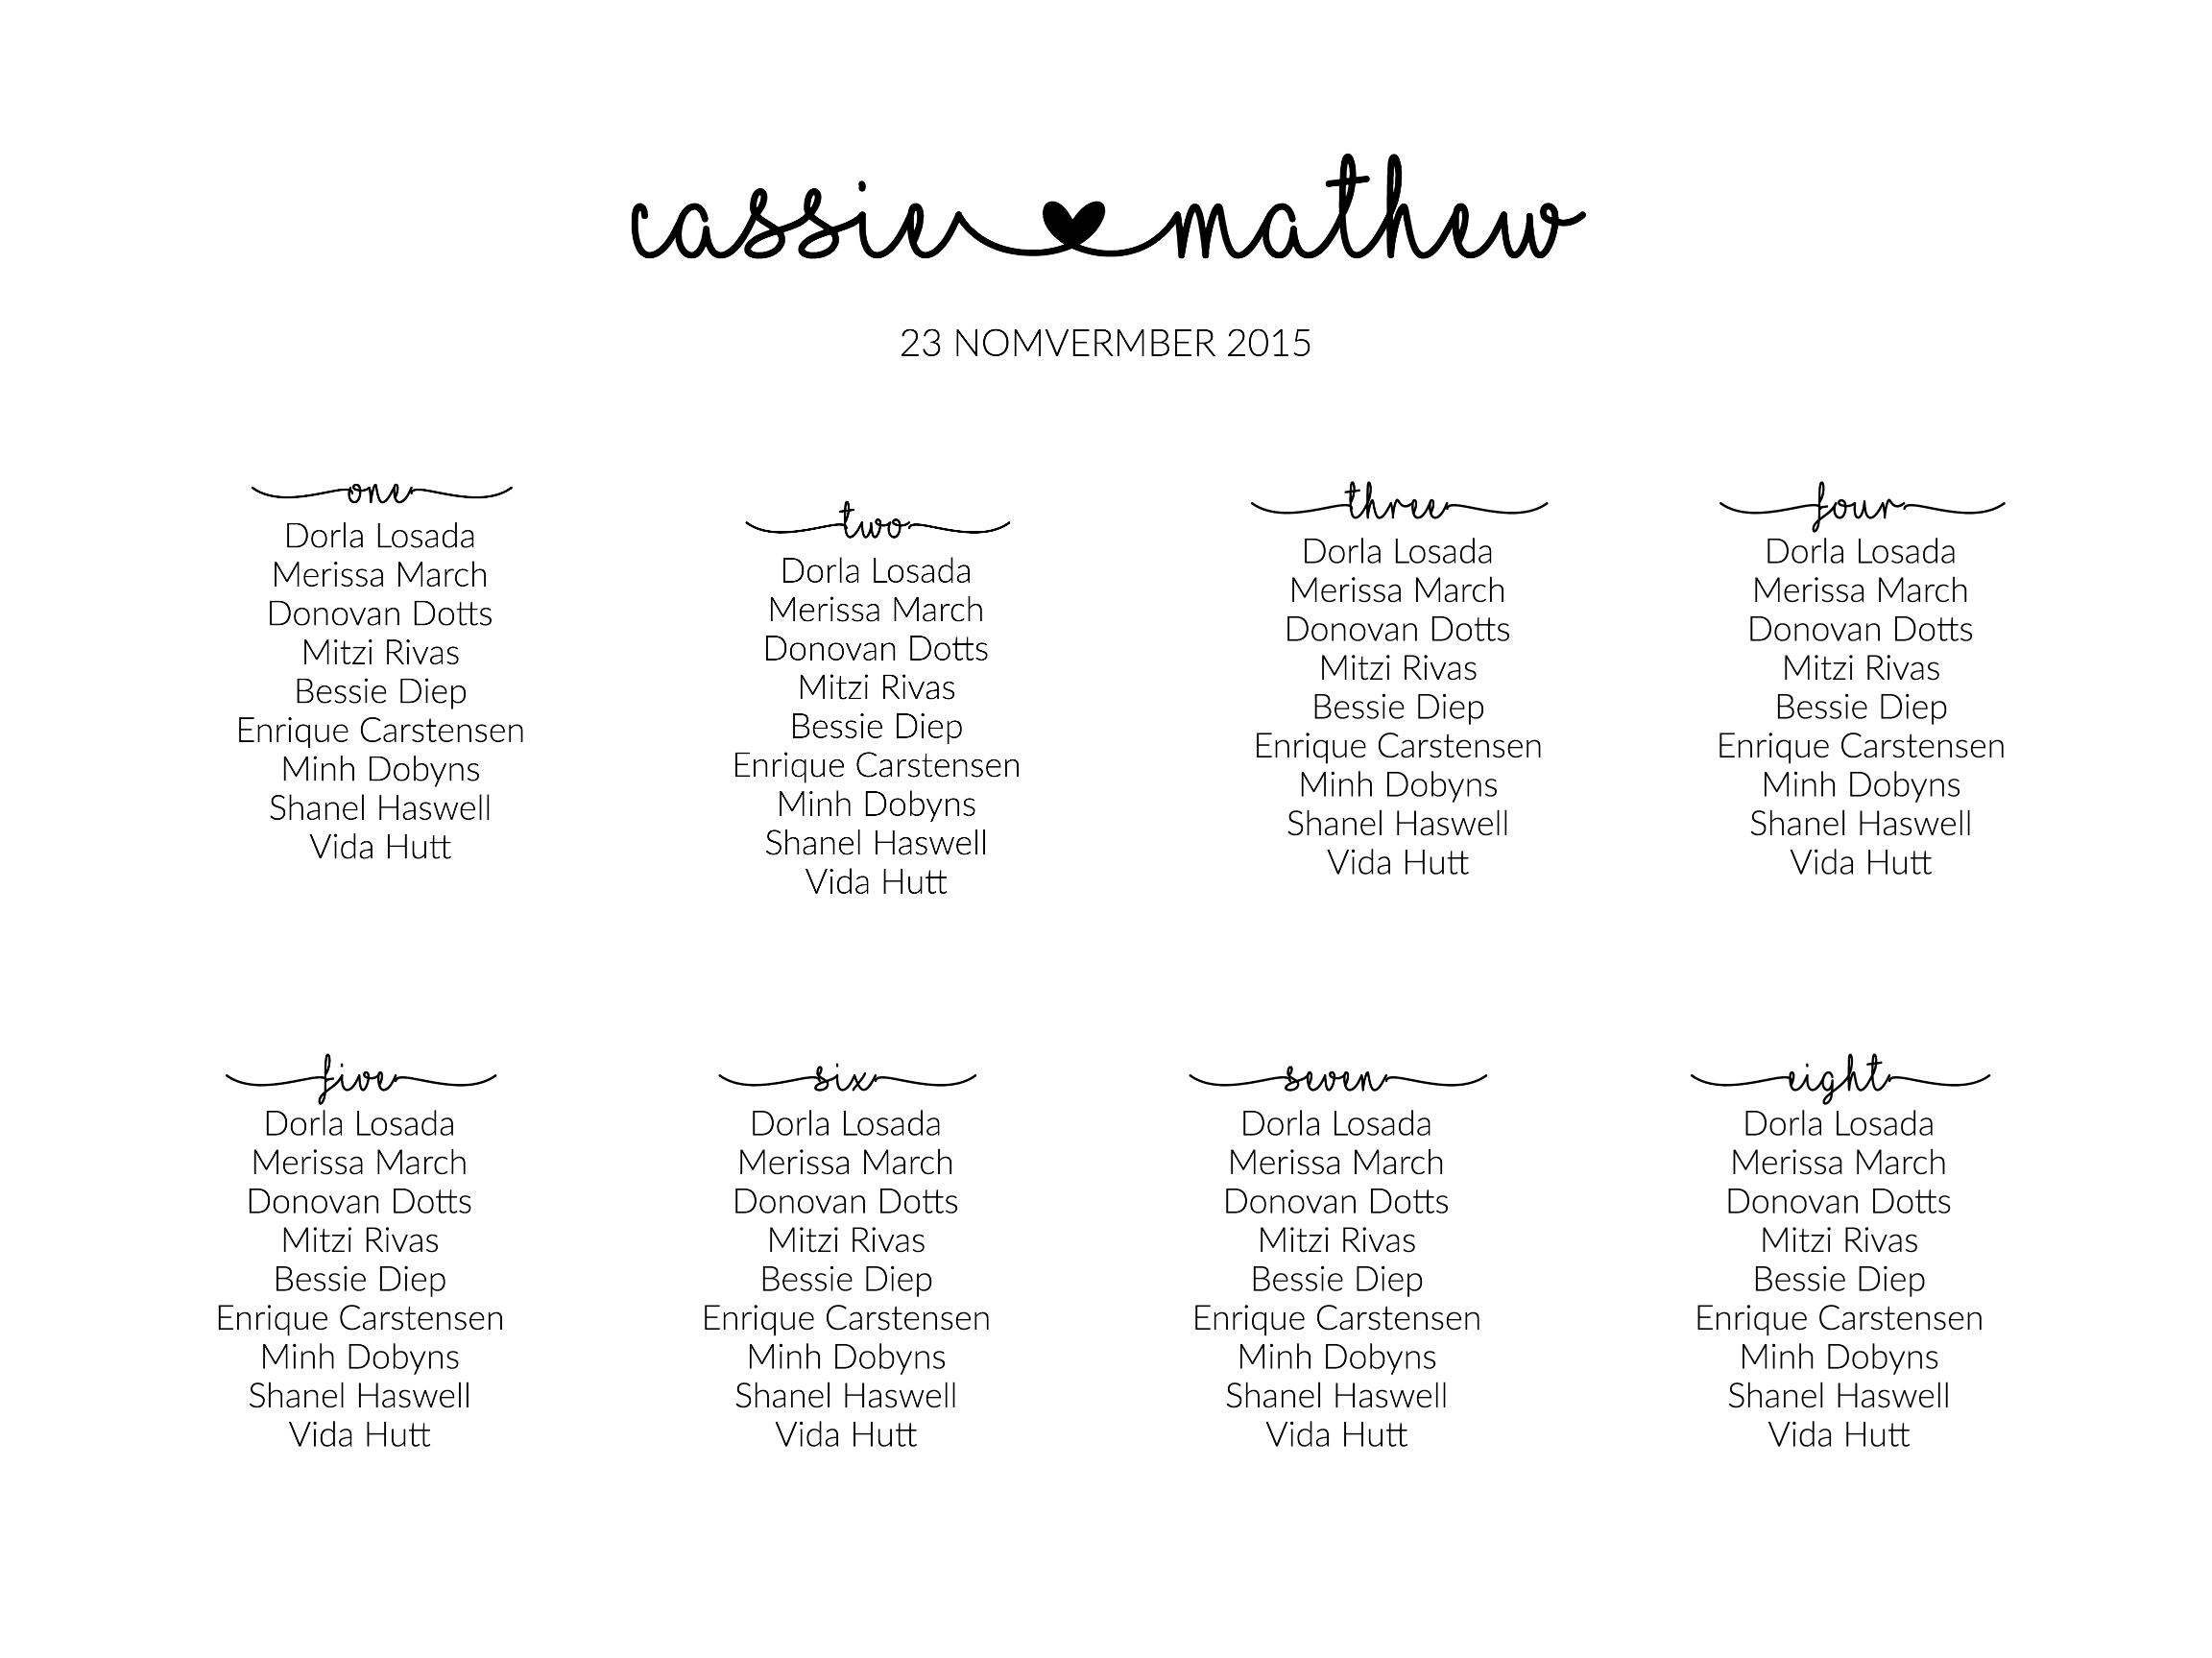 cassie ♥ mathew
23 NOMVERMBER 2015
one
Dorla Losada
Merissa March
Donovan Dotts
Mitzi Rivas
Bessie Diep
Enrique Carstensen
Minh Dobyns
Shanel Haswell
Vida Hutt
two
Dorla Losada
Merissa March
Donovan Dotts
Mitzi Rivas
Bessie Diep
Enrique Carstensen
Minh Dobyns
Shanel Haswell
Vida Hutt
three
Dorla Losada
Merissa March
Donovan Dotts
Mitzi Rivas
Bessie Diep
Enrique Carstensen
Minh Dobyns
Shanel Haswell
Vida Hutt
four
Dorla Losada
Merissa March
Donovan Dotts
Mitzi Rivas
Bessie Diep
Enrique Carstensen
Minh Dobyns
Shanel Haswell
Vida Hutt
five
Dorla Losada
Merissa March
Donovan Dotts
Mitzi Rivas
Bessie Diep
Enrique Carstensen
Minh Dobyns
Shanel Haswell
Vida Hutt
six
Dorla Losada
Merissa March
Donovan Dotts
Mitzi Rivas
Bessie Diep
Enrique Carstensen
Minh Dobyns
Shanel Haswell
Vida Hutt
seven
Dorla Losada
Merissa March
Donovan Dotts
Mitzi Rivas
Bessie Diep
Enrique Carstensen
Minh Dobyns
Shanel Haswell
Vida Hutt
eight
Dorla Losada
Merissa March
Donovan Dotts
Mitzi Rivas
Bessie Diep
Enrique Carstensen
Minh Dobyns
Shanel Haswell
Vida Hutt